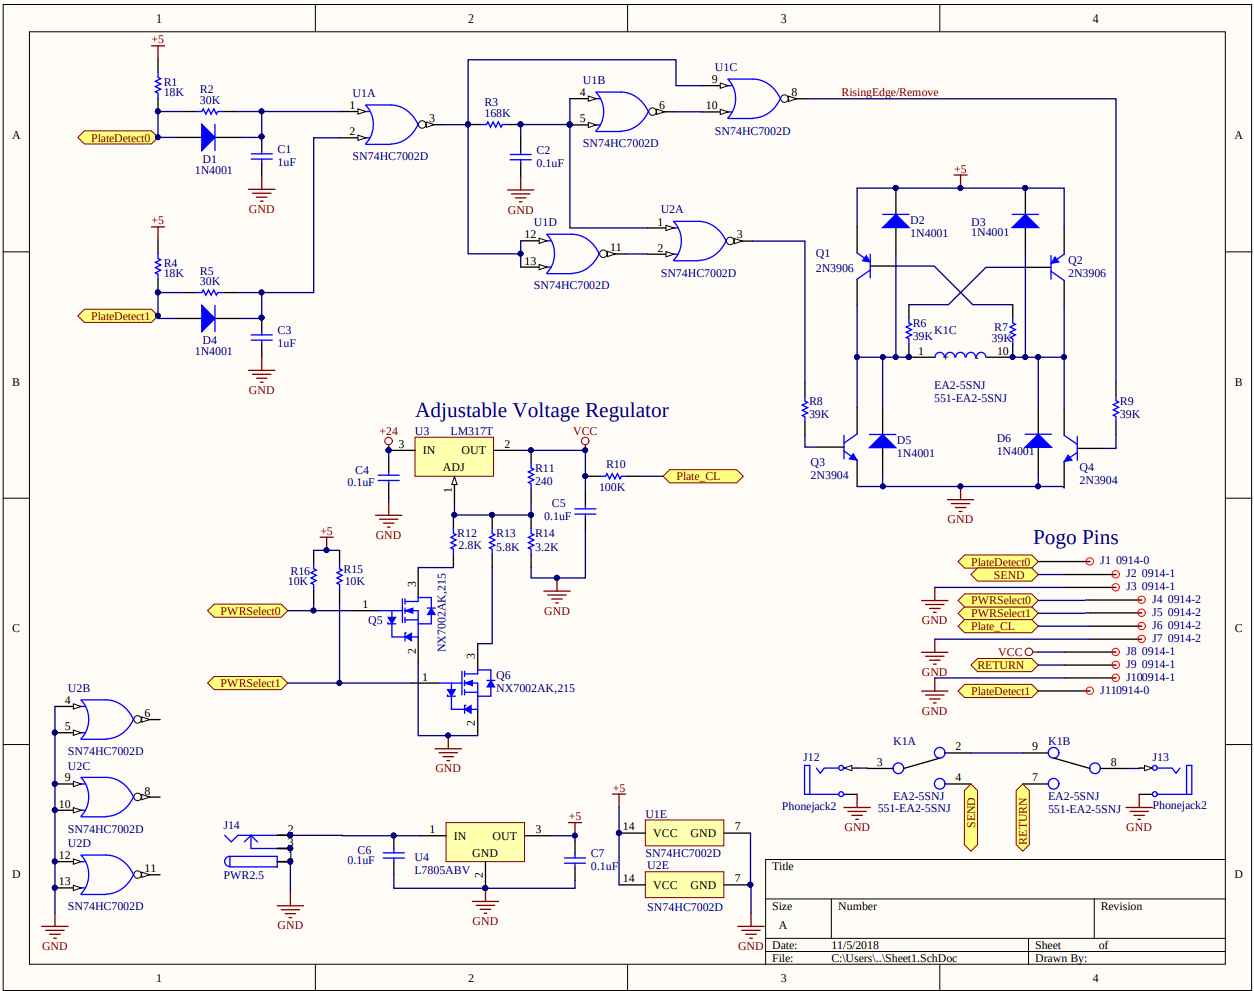 1 2 3 4
A
B
C
D
A
B
C
D
1 2 3 4
+5
R1
18K
R2
30K
PlateDetect0
D1
1N4001
C1
1uF
GND
+5
R4
18K
R5
30K
PlateDetect1
D4
1N4001
C3
1uF
GND
U1A
1
2
3
SN74HC7002D
R3
168K
C2
0.1uF
GND
U1B
4
5
6
SN74HC7002D
U1C
9
10
8
SN74HC7002D
RisingEdge/Remove
U1D
12
13
11
SN74HC7002D
U2A
1
2
3
SN74HC7002D
+5
D2
1N4001
D3
1N4001
Q1
2N3906
Q2
2N3906
R6
39K
K1C
R7
39K
1
10
EA2-5SNJ
551-EA2-5SNJ
R8
39K
R9
39K
Q3
2N3904
D5
1N4001
D6
1N4001
Q4
2N3904
GND
Adjustable Voltage Regulator
+24
3
U3 LM317T
IN OUT
ADJ
1
2
VCC
C4
0.1uF
GND
R11
240
R10
100K
Plate_CL
C5
0.1uF
R12
2.8K
R13
5.8K
R14
3.2K
GND
+5
R16
10K
R15
10K
PWRSelect0
1
Q5
3
2
NX7002AK,215
PWRSelect1
1
3
2
Q6
NX7002AK,215
GND
Pogo Pins
PlateDetect0 J1 0914-0
SEND J2 0914-1
GND J3 0914-1
PWRSelect0 J4 0914-2
PWRSelect1 J5 0914-2
Plate_CL J6 0914-2
GND J7 0914-2
VCC J8 0914-1
RETURN J9 0914-1
GND J10 0914-1
PlateDetect1 J11 0914-0
U2B
4
5
6
SN74HC7002D
U2C
9
10
8
SN74HC7002D
U2D
12
13
11
SN74HC7002D
GND
J14
2
3
1
PWR2.5
GND
C6
0.1uF
1
IN OUT
GND
2
3
U4
L7805ABV
GND
+5
C7
0.1uF
+5
U1E
14 VCC GND 7
SN74HC7002D
U2E
14 VCC GND 7
SN74HC7002D
GND
J12
Phonejack2
GND
K1A
3
2
4
EA2-5SNJ
551-EA2-5SNJ
SEND
K1B
9
8
7
EA2-5SNJ
551-EA2-5SNJ
RETURN
J13
Phonejack2
GND
Title
Size
A
Number
Revision
Date: 11/5/2018 Sheet of
File: C:\Users\..\Sheet1.SchDoc Drawn By: